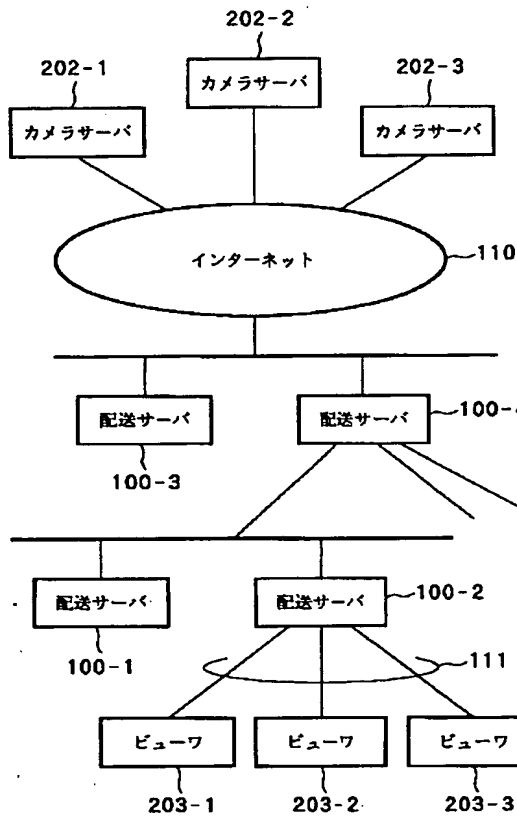 202-2
202-1
202-3
カメラサーバ
カメラサーバ
カメラサーバ
インターネット
110
配送サーバ
配送サーバ
100-3
配送サーバ
配送サーバ
100-2
100-1
111
ビューワ
ビューワ
ビューワ
203-1
203-2
203-3